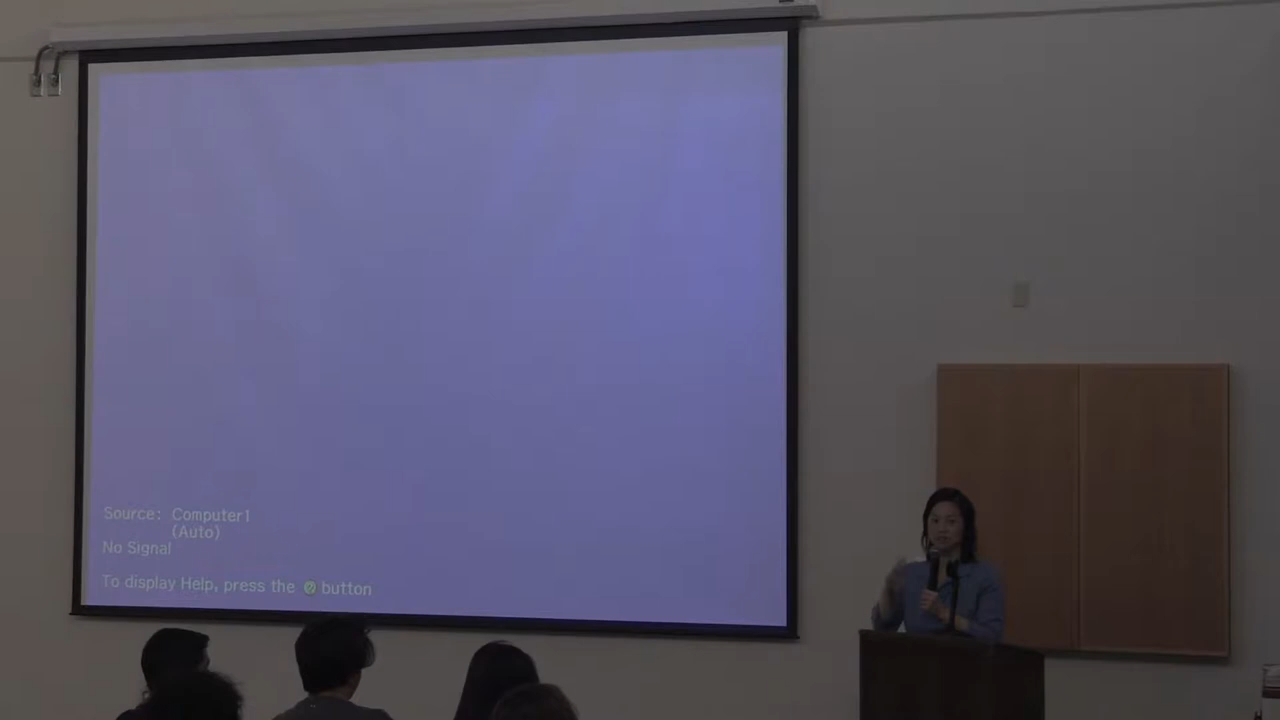 Source: Computer1
(Auto)
No Signal
To display Help, press the button